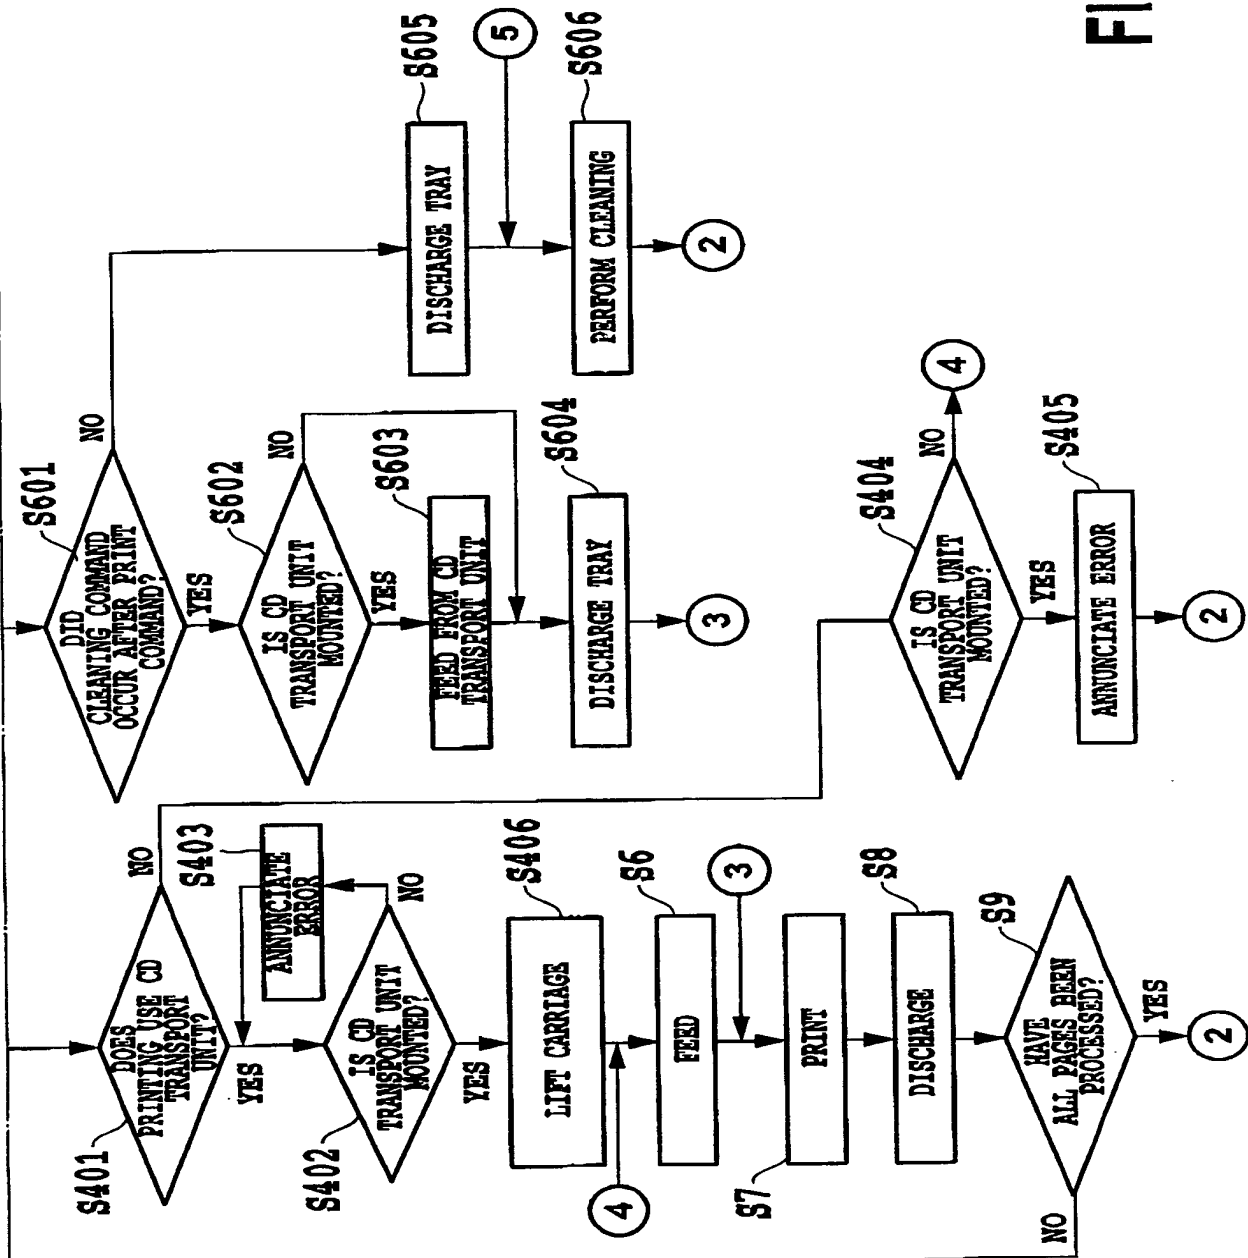 S401
DOES
PRINTING USE CD
TRANSPORT
UNIT?
NO
YES
S403
ANNUNCIATE
ERROR
S402
IS CD
TRANSPORT UNIT
MOUNTED?
NO
YES
S406
LIFT CARRIAGE
4
S6
FEED
3
S7
PRINT
S8
DISCHARGE
S9
HAVE
ALL PAGES BEEN
PROCESSED?
NO
YES
2
S601
DID
CLEANING COMMAND
OCCUR AFTER PRINT
COMMAND?
NO
YES
S602
IS CD
TRANSPORT UNIT
MOUNTED?
NO
YES
S603
FEED FROM CD
TRANSPORT UNIT
S604
DISCHARGE TRAY
3
S404
IS CD
TRANSPORT UNIT
MOUNTED?
NO
4
YES
S405
ANNUNCIATE ERROR
2
S605
DISCHARGE TRAY
5
S606
PERFORM CLEANING
2